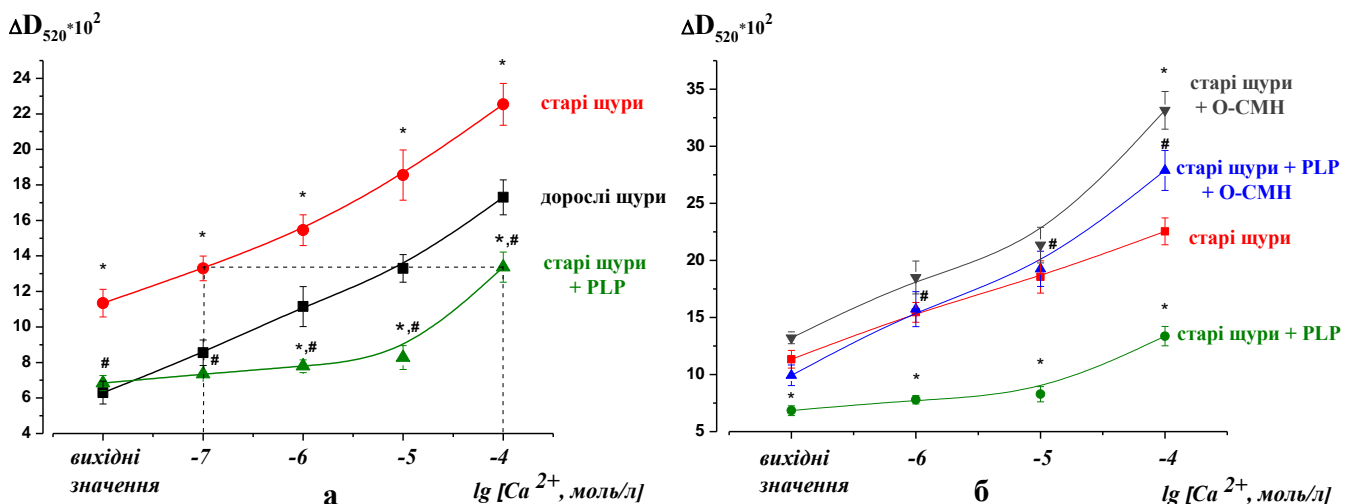 ΔD₅₂₀*10²
24
22
20
18
16
14
12
10
8
6
4
* * * * *
старі щури
дорослі щури
старі щури
+ PLP
# # *,# *,# *,#
вихідні
значення
-7
-6
-5
-4
lg [Ca ²⁺, моль/л]
а
ΔD₅₂₀*10²
35
30
25
20
15
10
5
*
старі щури
+ О-СМН
#
старі щури + PLP
+ О-СМН
# #
старі щури
* * * *
старі щури + PLP
вихідні
значення
-6
-5
-4
lg [Ca ²⁺, моль/л]
б